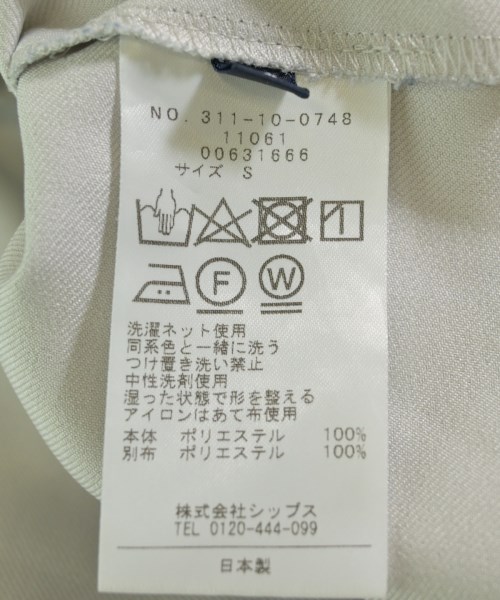 NO. 311-10-0748
11061
00631666
サイズ S
F W
洗濯ネット使用
同系色と一緒に洗う
つけ置き洗い禁止
中性洗剤使用
湿った状態で形を整える
アイロンはあて布使用
本体 ポリエステル 100%
別布 ポリエステル 100%
株式会社シップス
TEL 0120-444-099
日本製